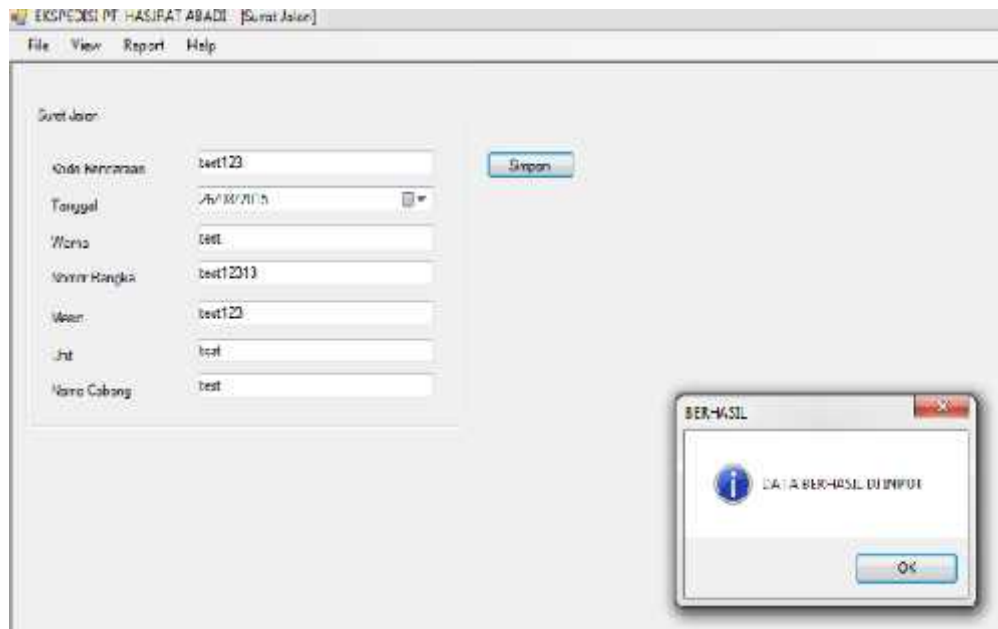 EKSPEDISI PT. HASJRAT ABADI [Surat Jalan]
File View Report Help
Surat Jalan
Kode Kendaraan test123 Simpan
Tanggal
Warna test
Nomor Rangka test12313
Mesin test123
Unit test
Nama Cabang test
BERHASIL
DATA BERHASIL DI INPUT
OK